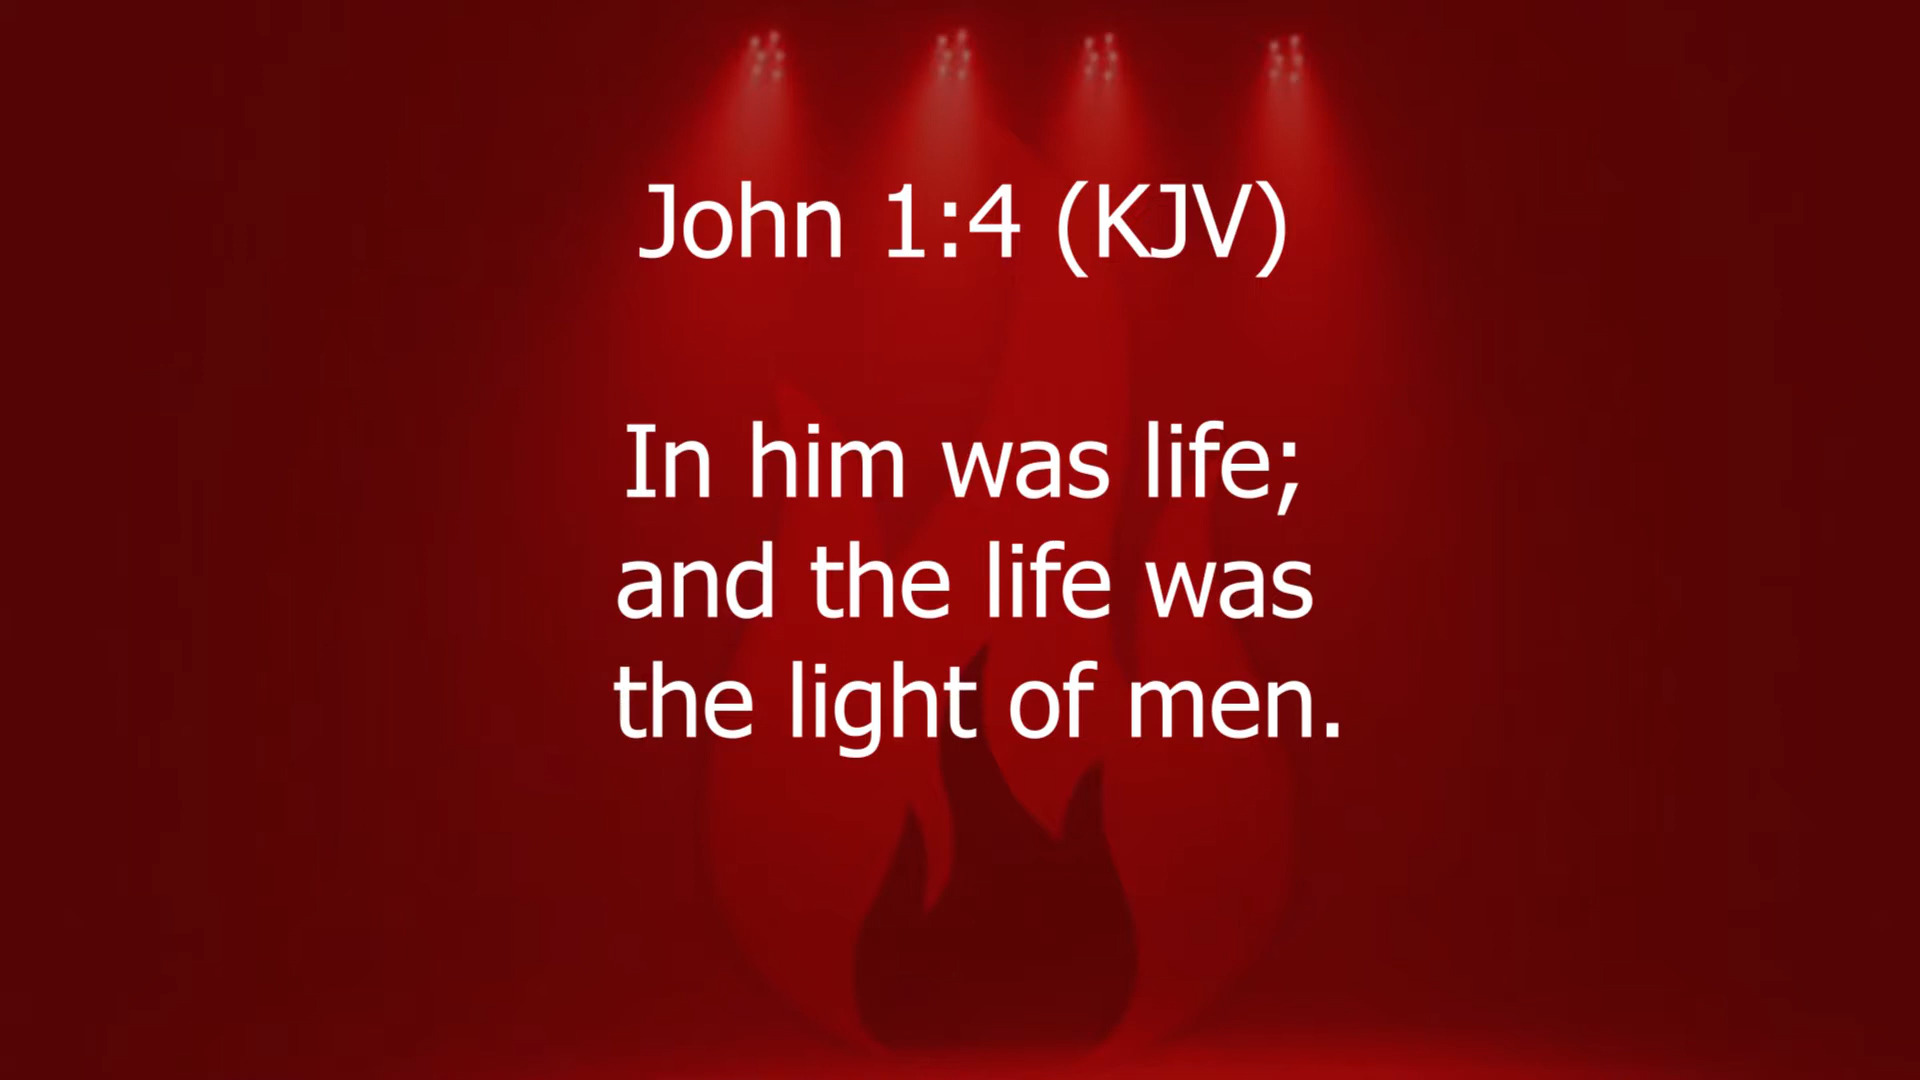 John 1:4 (KJV)
In him was life;
and the life was
the light of men.